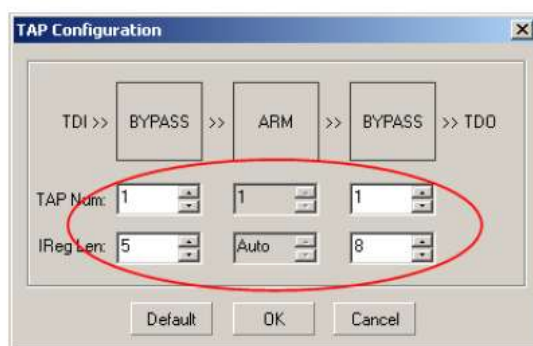 TAP Configuration
TDI >> BYPASS >> ARM >> BYPASS >> TDO
TAP Num: 1 1 1
IReg Len: 5 Auto 8
Default OK Cancel